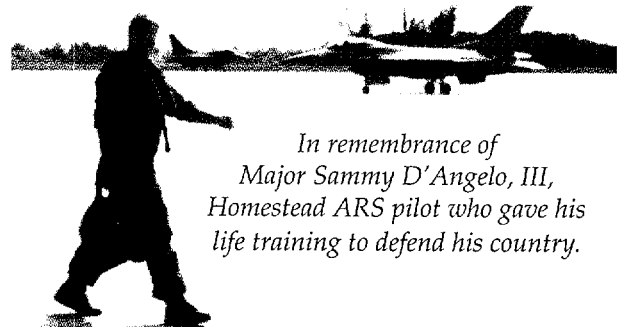 In remembrance of
Major Sammy D'Angelo, III,
Homestead ARS pilot who gave his
life training to defend his country.